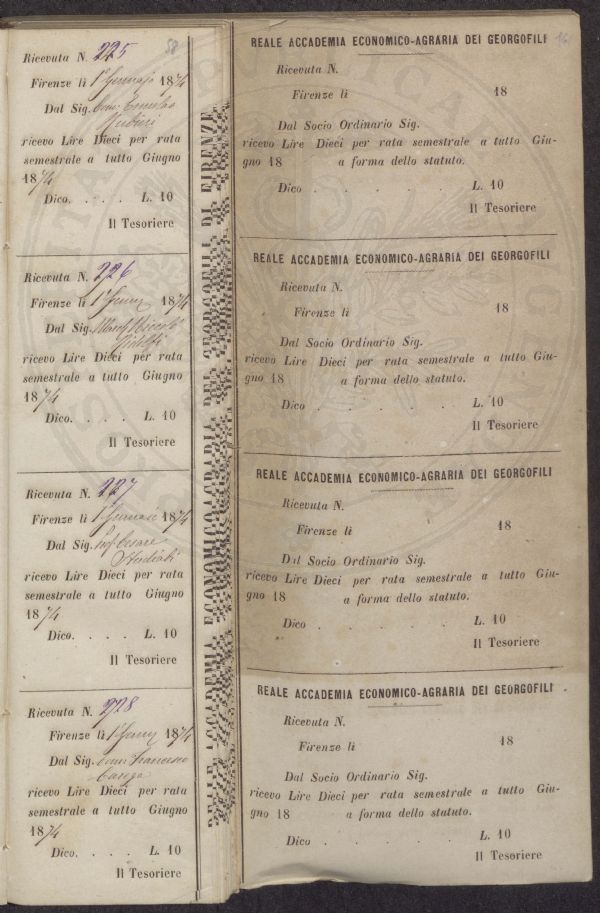 58
Ricevuta N. 225
Firenze li 1° Gennajo 1874
Dal Sig.
ricevo Lire Dieci per rata
semestrale a tutto Giugno
1874
Dico. . . . . L. 10
Il Tesoriere
Ricevuta N. 226
Firenze li 1° 1874
Dal Sig.
ricevo Lire Dieci per rata
semestrale a tutto Giugno
1874
Dico. . . . . L. 10
Il Tesoriere
Ricevuta N. 227
Firenze li 1° Gennajo 1874
Dal Sig. Cesare
Studiati
ricevo Lire Dieci per rata
semestrale a tutto Giugno
1874
Dico. . . . . L. 10
Il Tesoriere
Ricevuta N. 228
Firenze li 1° 1874
Dal Sig. Francesco
Carega
ricevo Lire Dieci per rata
semestrale a tutto Giugno
1874
Dico. . . . . L. 10
Il Tesoriere
REALE ACCADEMIA ECONOMICO-AGRARIA DEI GEORGOFILI DI FIRENZE
REALE ACCADEMIA ECONOMICO-AGRARIA DEI GEORGOFILI
Ricevuta N.
Firenze li 18
Dal Socio Ordinario Sig.
ricevo Lire Dieci per rata semestrale a tutto Giu-
gno 18 a forma dello statuto.
Dico . . . . . L. 10
Il Tesoriere
REALE ACCADEMIA ECONOMICO-AGRARIA DEI GEORGOFILI
Ricevuta N.
Firenze li 18
Dal Socio Ordinario Sig.
ricevo Lire Dieci per rata semestrale a tutto Giu-
gno 18 a forma dello statuto.
Dico . . . . . L. 10
Il Tesoriere
REALE ACCADEMIA ECONOMICO-AGRARIA DEI GEORGOFILI
Ricevuta N.
Firenze li 18
Dal Socio Ordinario Sig.
ricevo Lire Dieci per rata semestrale a tutto Giu-
gno 18 a forma dello statuto.
Dico . . . . . L. 10
Il Tesoriere
REALE ACCADEMIA ECONOMICO-AGRARIA DEI GEORGOFILI
Ricevuta N.
Firenze li 18
Dal Socio Ordinario Sig.
ricevo Lire Dieci per rata semestrale a tutto Giu-
gno 18 a forma dello statuto.
Dico . . . . . L. 10
Il Tesoriere